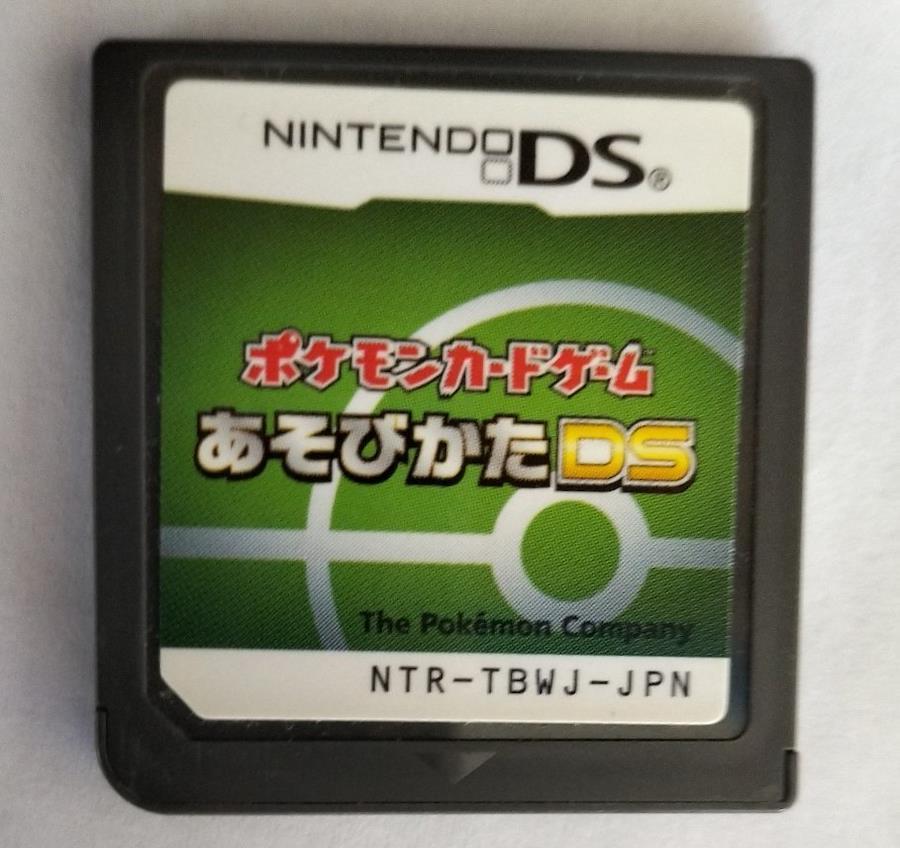 NINTENDO DS®
ポケモンカードゲーム
あそびかたDS
The Pokémon Company
NTR-TBWJ-JPN